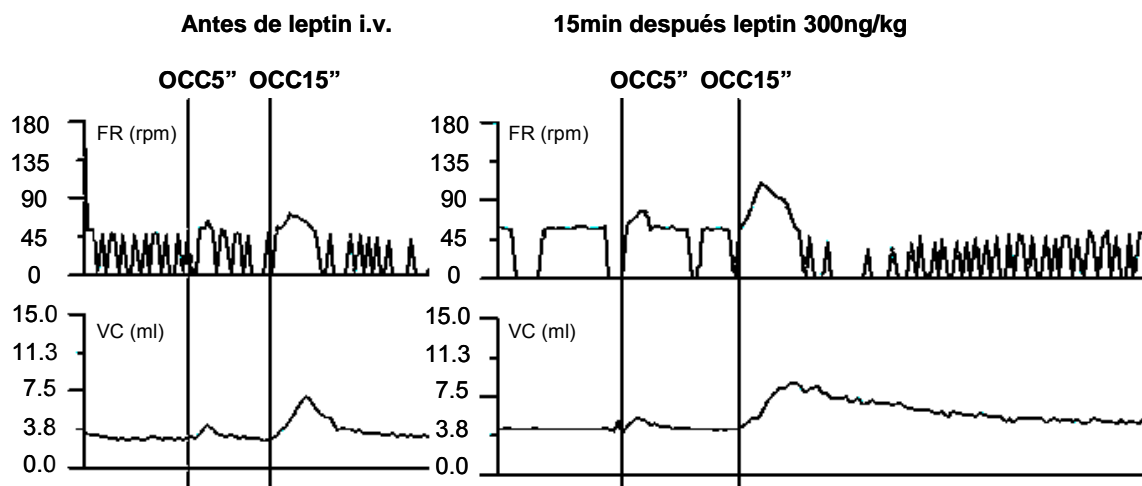 Antes de leptin i.v.
15min después leptin 300ng/kg
OCC5” OCC15”
OCC5” OCC15”
180
135
90
45
0
FR (rpm)
180
135
90
45
0
FR (rpm)
15.0
11.3
7.5
3.8
0.0
VC (ml)
15.0
11.3
7.5
3.8
0.0
VC (ml)